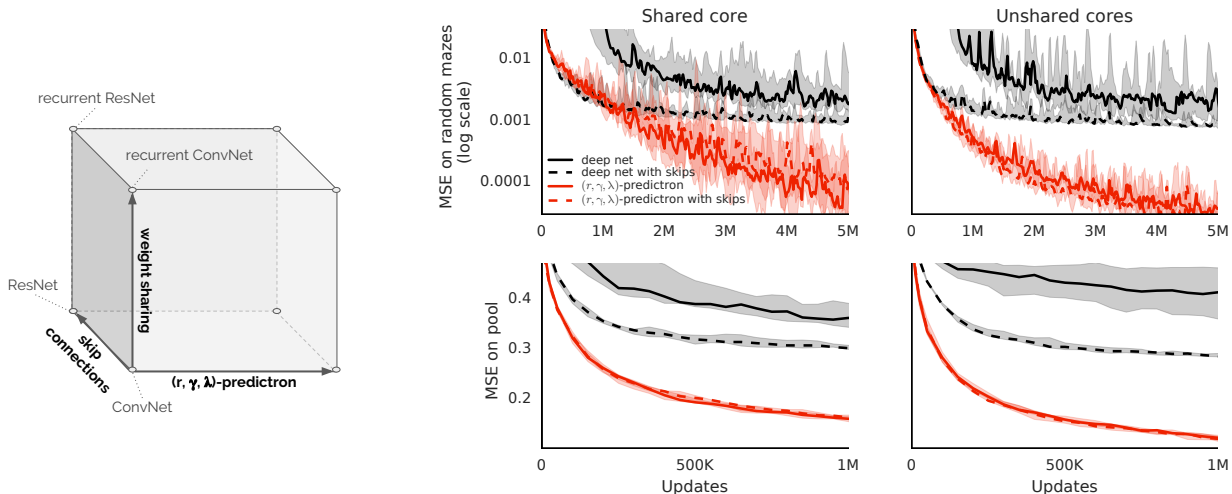 recurrent ResNet
recurrent ConvNet
weight sharing
ResNet
skip
connections
(r, γ, λ)-predictron
ConvNet
Shared core
Unshared cores
MSE on random mazes
(log scale)
0.01
0.001
0.0001
deep net
deep net with skips
(r, γ, λ)-predictron
(r, γ, λ)-predictron with skips
0 1M 2M 3M 4M 5M
0 1M 2M 3M 4M 5M
MSE on pool
0.4
0.3
0.2
0 500K 1M
0 500K 1M
Updates
Updates